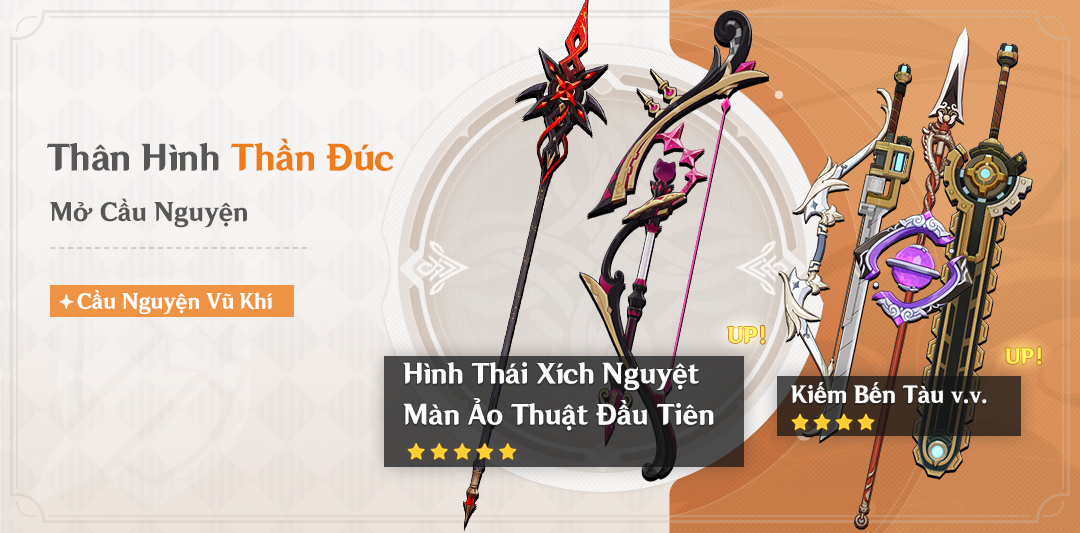 Thân Hình Thần Đúc
Mở Cầu Nguyện
Cầu Nguyện Vũ Khí
UP!
Hình Thái Xích Nguyệt
Màn Ảo Thuật Đầu Tiên
UP!
Kiếm Bến Tàu v.v.